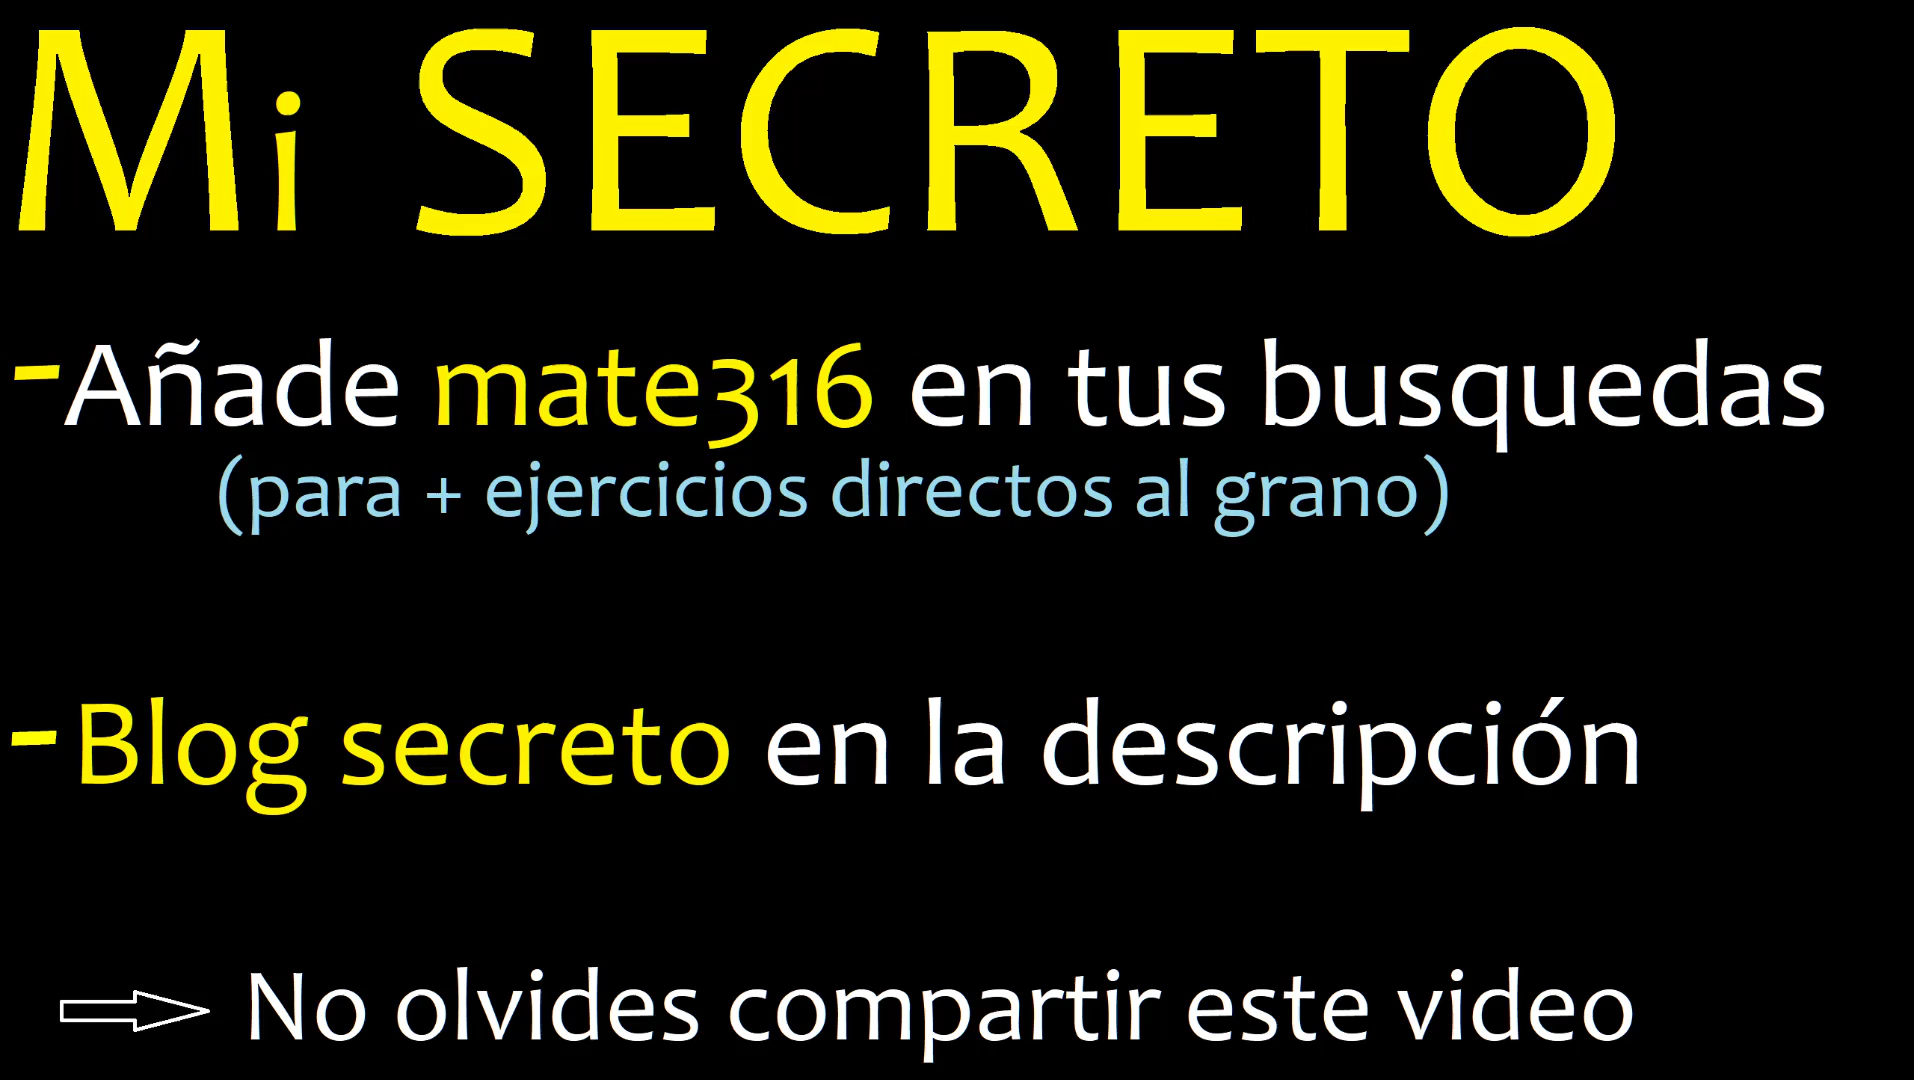 Mi SECRETO
-Añade mate316 en tus busquedas
(para + ejercicios directos al grano)
-Blog secreto en la descripción
No olvides compartir este video